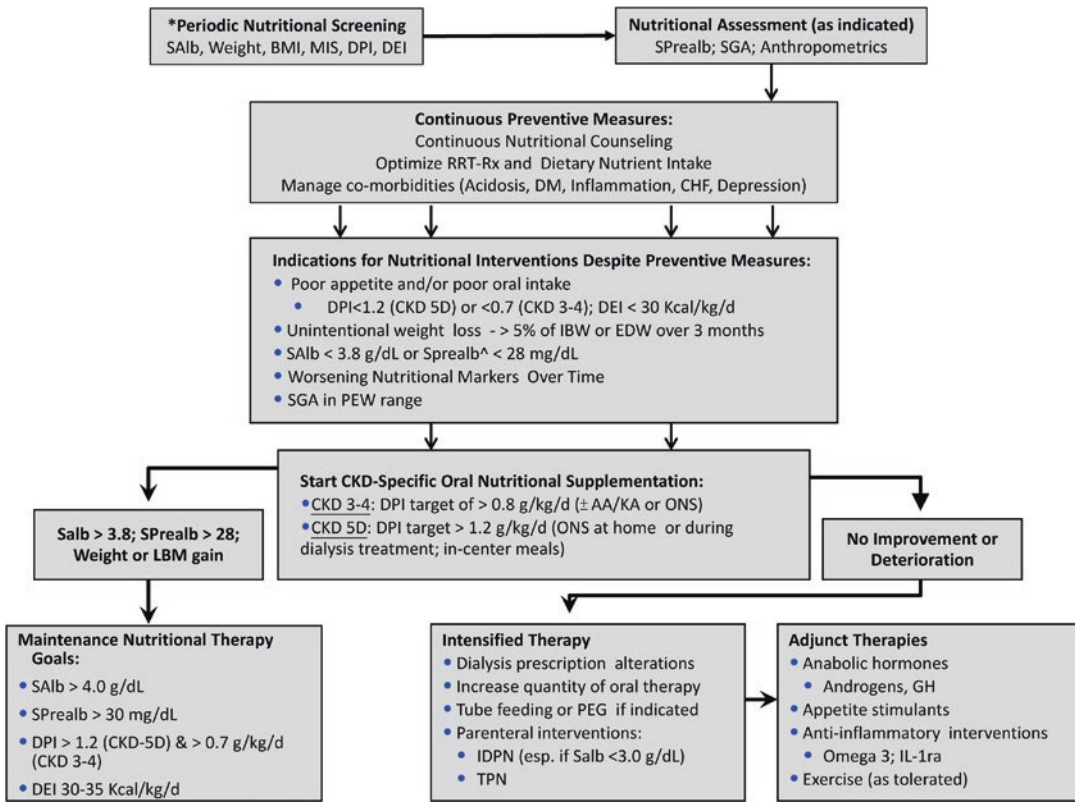 *Periodic Nutritional Screening
SAlb, Weight, BMI, MIS, DPI, DEI
Nutritional Assessment (as indicated)
SPrealb; SGA; Anthropometrics
Continuous Preventive Measures:
Continuous Nutritional Counseling
Optimize RRT-Rx and Dietary Nutrient Intake
Manage co-morbidities (Acidosis, DM, Inflammation, CHF, Depression)
Indications for Nutritional Interventions Despite Preventive Measures:
• Poor appetite and/or poor oral intake
• DPI<1.2 (CKD 5D) or <0.7 (CKD 3-4); DEI < 30 Kcal/kg/d
• Unintentional weight loss - > 5% of IBW or EDW over 3 months
• SAlb < 3.8 g/dL or Sprealb^ < 28 mg/dL
• Worsening Nutritional Markers Over Time
• SGA in PEW range
Start CKD-Specific Oral Nutritional Supplementation:
• CKD 3-4: DPI target of > 0.8 g/kg/d (± AA/KA or ONS)
• CKD 5D: DPI target > 1.2 g/kg/d (ONS at home or during
dialysis treatment; in-center meals)
Salb > 3.8; SPrealb > 28;
Weight or LBM gain
No Improvement or
Deterioration
Maintenance Nutritional Therapy
Goals:
• SAlb > 4.0 g/dL
• SPrealb > 30 mg/dL
• DPI > 1.2 (CKD-5D) & > 0.7 g/kg/d
(CKD 3-4)
• DEI 30-35 Kcal/kg/d
Intensified Therapy
• Dialysis prescription alterations
• Increase quantity of oral therapy
• Tube feeding or PEG if indicated
• Parenteral interventions:
• IDPN (esp. if Salb <3.0 g/dL)
• TPN
Adjunct Therapies
• Anabolic hormones
• Androgens, GH
• Appetite stimulants
• Anti-inflammatory interventions
• Omega 3; IL-1ra
• Exercise (as tolerated)